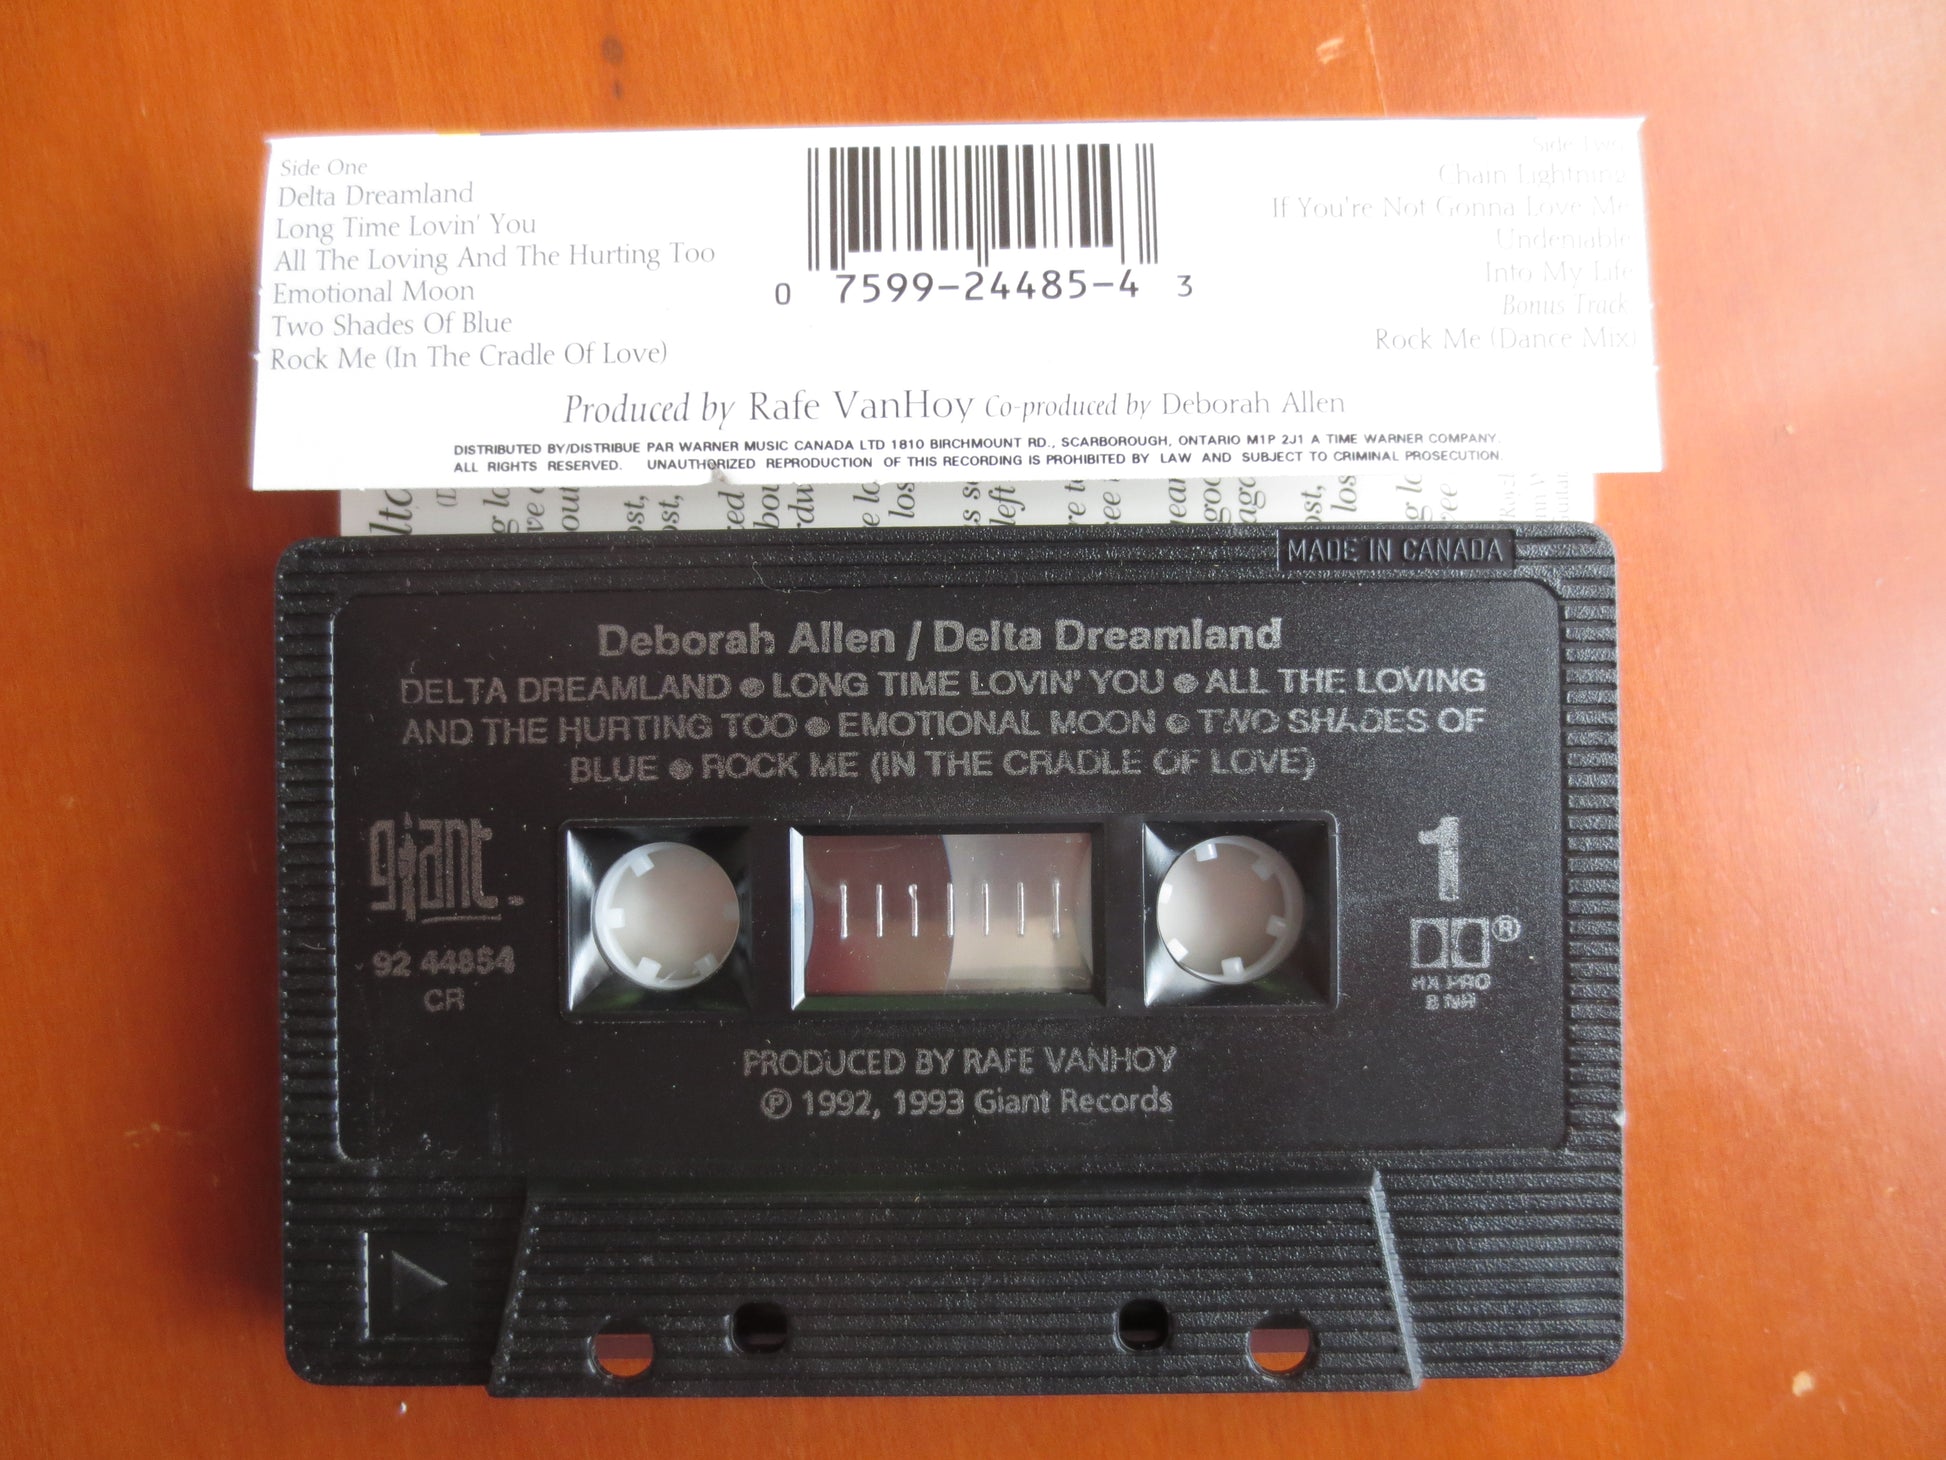 Side One
Delta Dreamland
Long Time Lovin' You
All The Loving And The Hurting Too
Emotional Moon
Two Shades Of Blue
Rock Me (In The Cradle Of Love)
0 7599-24485-4 3
Side Two
Chain Lightning
If You're Not Gonna Love Me
Undeniable
Into My Life
Bonus Track
Rock Me (Dance Mix)
Produced by Rafe VanHoy Co-produced by Deborah Allen
DISTRIBUTED BY/DISTRIBUE PAR WARNER MUSIC CANADA LTD 1810 BIRCHMOUNT RD., SCARBOROUGH, ONTARIO M1P 2J1 A TIME WARNER COMPANY.
ALL RIGHTS RESERVED. UNAUTHORIZED REPRODUCTION OF THIS RECORDING IS PROHIBITED BY LAW AND SUBJECT TO CRIMINAL PROSECUTION.
MADE IN CANADA
Deborah Allen / Delta Dreamland
DELTA DREAMLAND ● LONG TIME LOVIN' YOU ● ALL THE LOVING
AND THE HURTING TOO ● EMOTIONAL MOON ● TWO SHADES OF
BLUE ● ROCK ME (IN THE CRADLE OF LOVE)
giant
92 44854
CR
1
®
HX PRO
B NR
PRODUCED BY RAFE VANHOY
℗ 1992, 1993 Giant Records